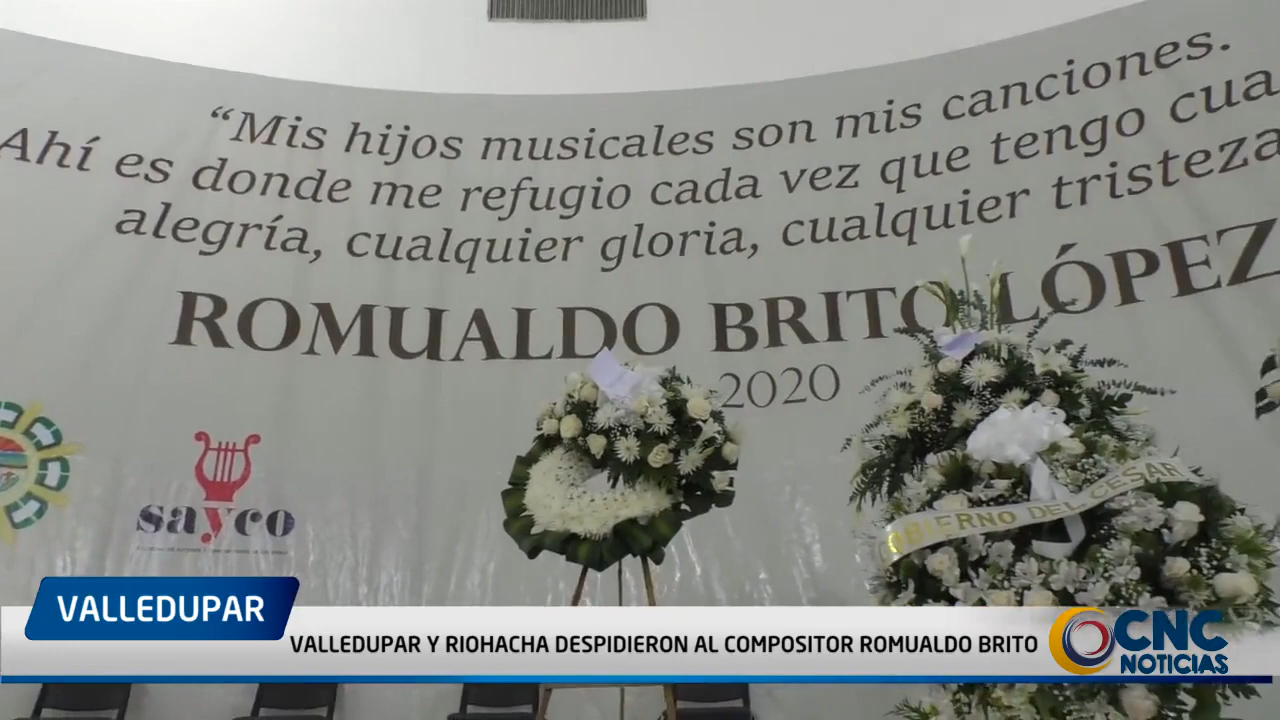 “Mis hijos musicales son mis canciones.
Ahí es donde me refugio cada vez que tengo cua
alegría, cualquier gloria, cualquier tristeza
ROMUALDO BRITO LÓPEZ
2020
sayco
GOBIERNO DEL CESAR
VALLEDUPAR
VALLEDUPAR Y RIOHACHA DESPIDIERON AL COMPOSITOR ROMUALDO BRITO
CNC
NOTICIAS